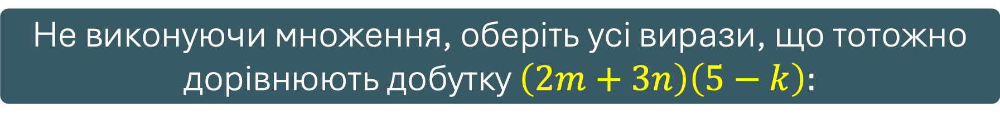 Не виконуючи множення, оберіть усі вирази, що тотожно
дорівнюють добутку (2m + 3n)(5 − k):